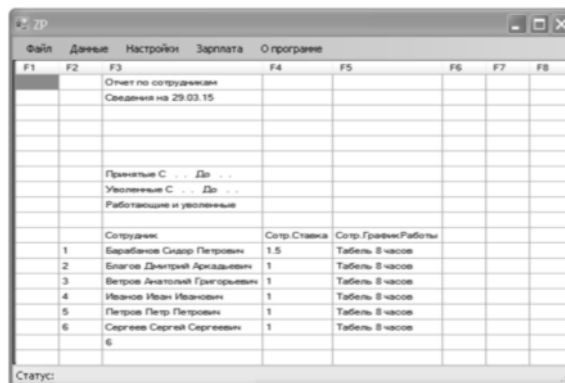 ZP
Файл Данные Настройки Зарплата О программе
F1 F2 F3 F4 F5 F6 F7 F8
Отчет по сотрудникам
Сведения на 29.03.15
Принятые С . . До . .
Уволенные С . . До . .
Работающие и уволенные
Сотрудник Сотр.Ставка Сотр.ГрафикРаботы
1 Барабанов Сидор Петрович 1.5 Табель 8 часов
2 Благов Дмитрий Аркадьевич 1 Табель 8 часов
3 Ветров Анатолий Григорьевич 1 Табель 8 часов
4 Иванов Иван Иванович 1 Табель 8 часов
5 Петров Петр Петрович 1 Табель 8 часов
6 Сергеев Сергей Сергеевич 1 Табель 8 часов
6
Статус: